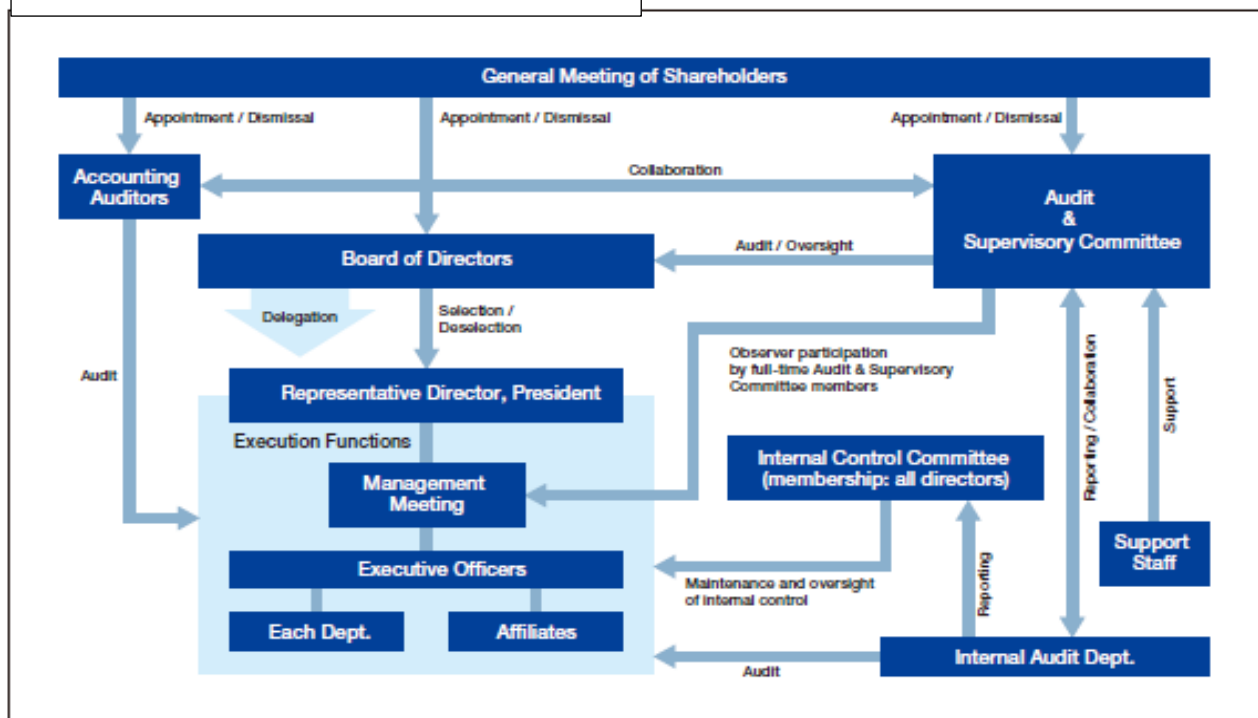 General Meeting of Shareholders
Appointment / Dismissal
Appointment / Dismissal
Appointment / Dismissal
Accounting
Auditors
Collaboration
Audit
&
Supervisory Committee
Board of Directors
Audit / Oversight
Delegation
Selection /
Deselection
Observer participation
by full-time Audit & Supervisory
Committee members
Audit
Representative Director, President
Execution Functions
Management
Meeting
Internal Control Committee
(membership: all directors)
Reporting / Collaboration
Support
Support
Staff
Executive Officers
Maintenance and oversight
of internal control
Reporting
Each Dept.
Affiliates
Audit
Internal Audit Dept.